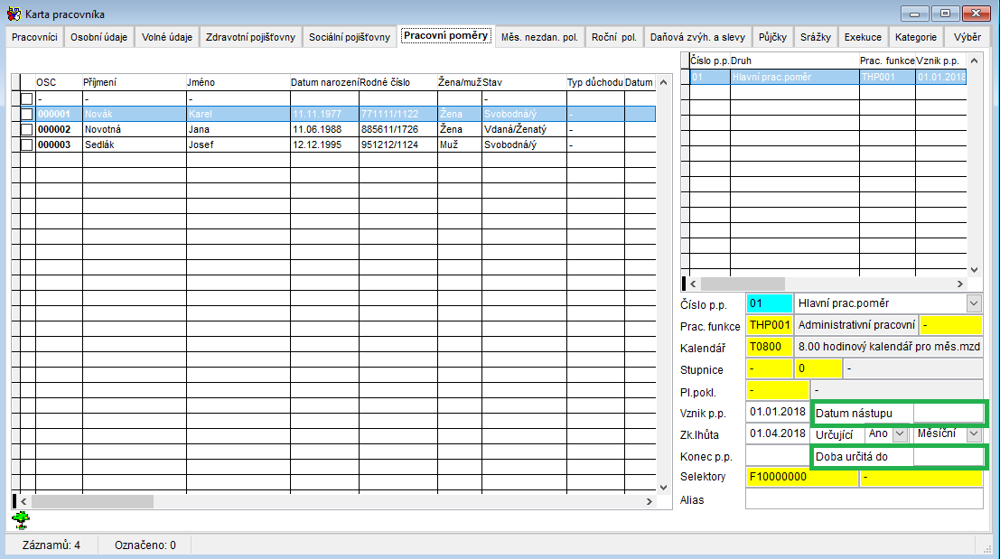 Karta pracovníka
Pracovníci Osobní údaje Volné údaje Zdravotní pojišťovny Sociální pojišťovny Pracovní poměry Měs. nezdan. pol. Roční pol. Daňová zvýh. a slevy Půjčky Srážky Exekuce Kategorie Výběr
OSC Příjmení Jméno Datum narození Rodné číslo Žena/muž Stav Typ důchodu Datum
- - - -
000001 Novák Karel 11.11.1977 771111/1122 Žena Svobodná/ý -
000002 Novotná Jana 11.06.1988 885611/1726 Žena Vdaná/Ženatý -
000003 Sedlák Josef 12.12.1995 951212/1124 Muž Svobodná/ý -
Číslo p.p. Druh Prac. funkce Vznik p.p.
01 Hlavní prac.poměr THP001 01.01.2018
Číslo p.p. 01 Hlavní prac.poměr
Prac. funkce THP001 Administrativní pracovní -
Kalendář T0800 8.00 hodinový kalendář pro měs.mzd
Stupnice - 0 -
Pl.pokl. - -
Vznik p.p. 01.01.2018 Datum nástupu
Zk.lhůta 01.04.2018 Určující Ano Měsíční
Konec p.p. Doba určitá do
Selektory F10000000 -
Alias
Záznamů: 4 Označeno: 0